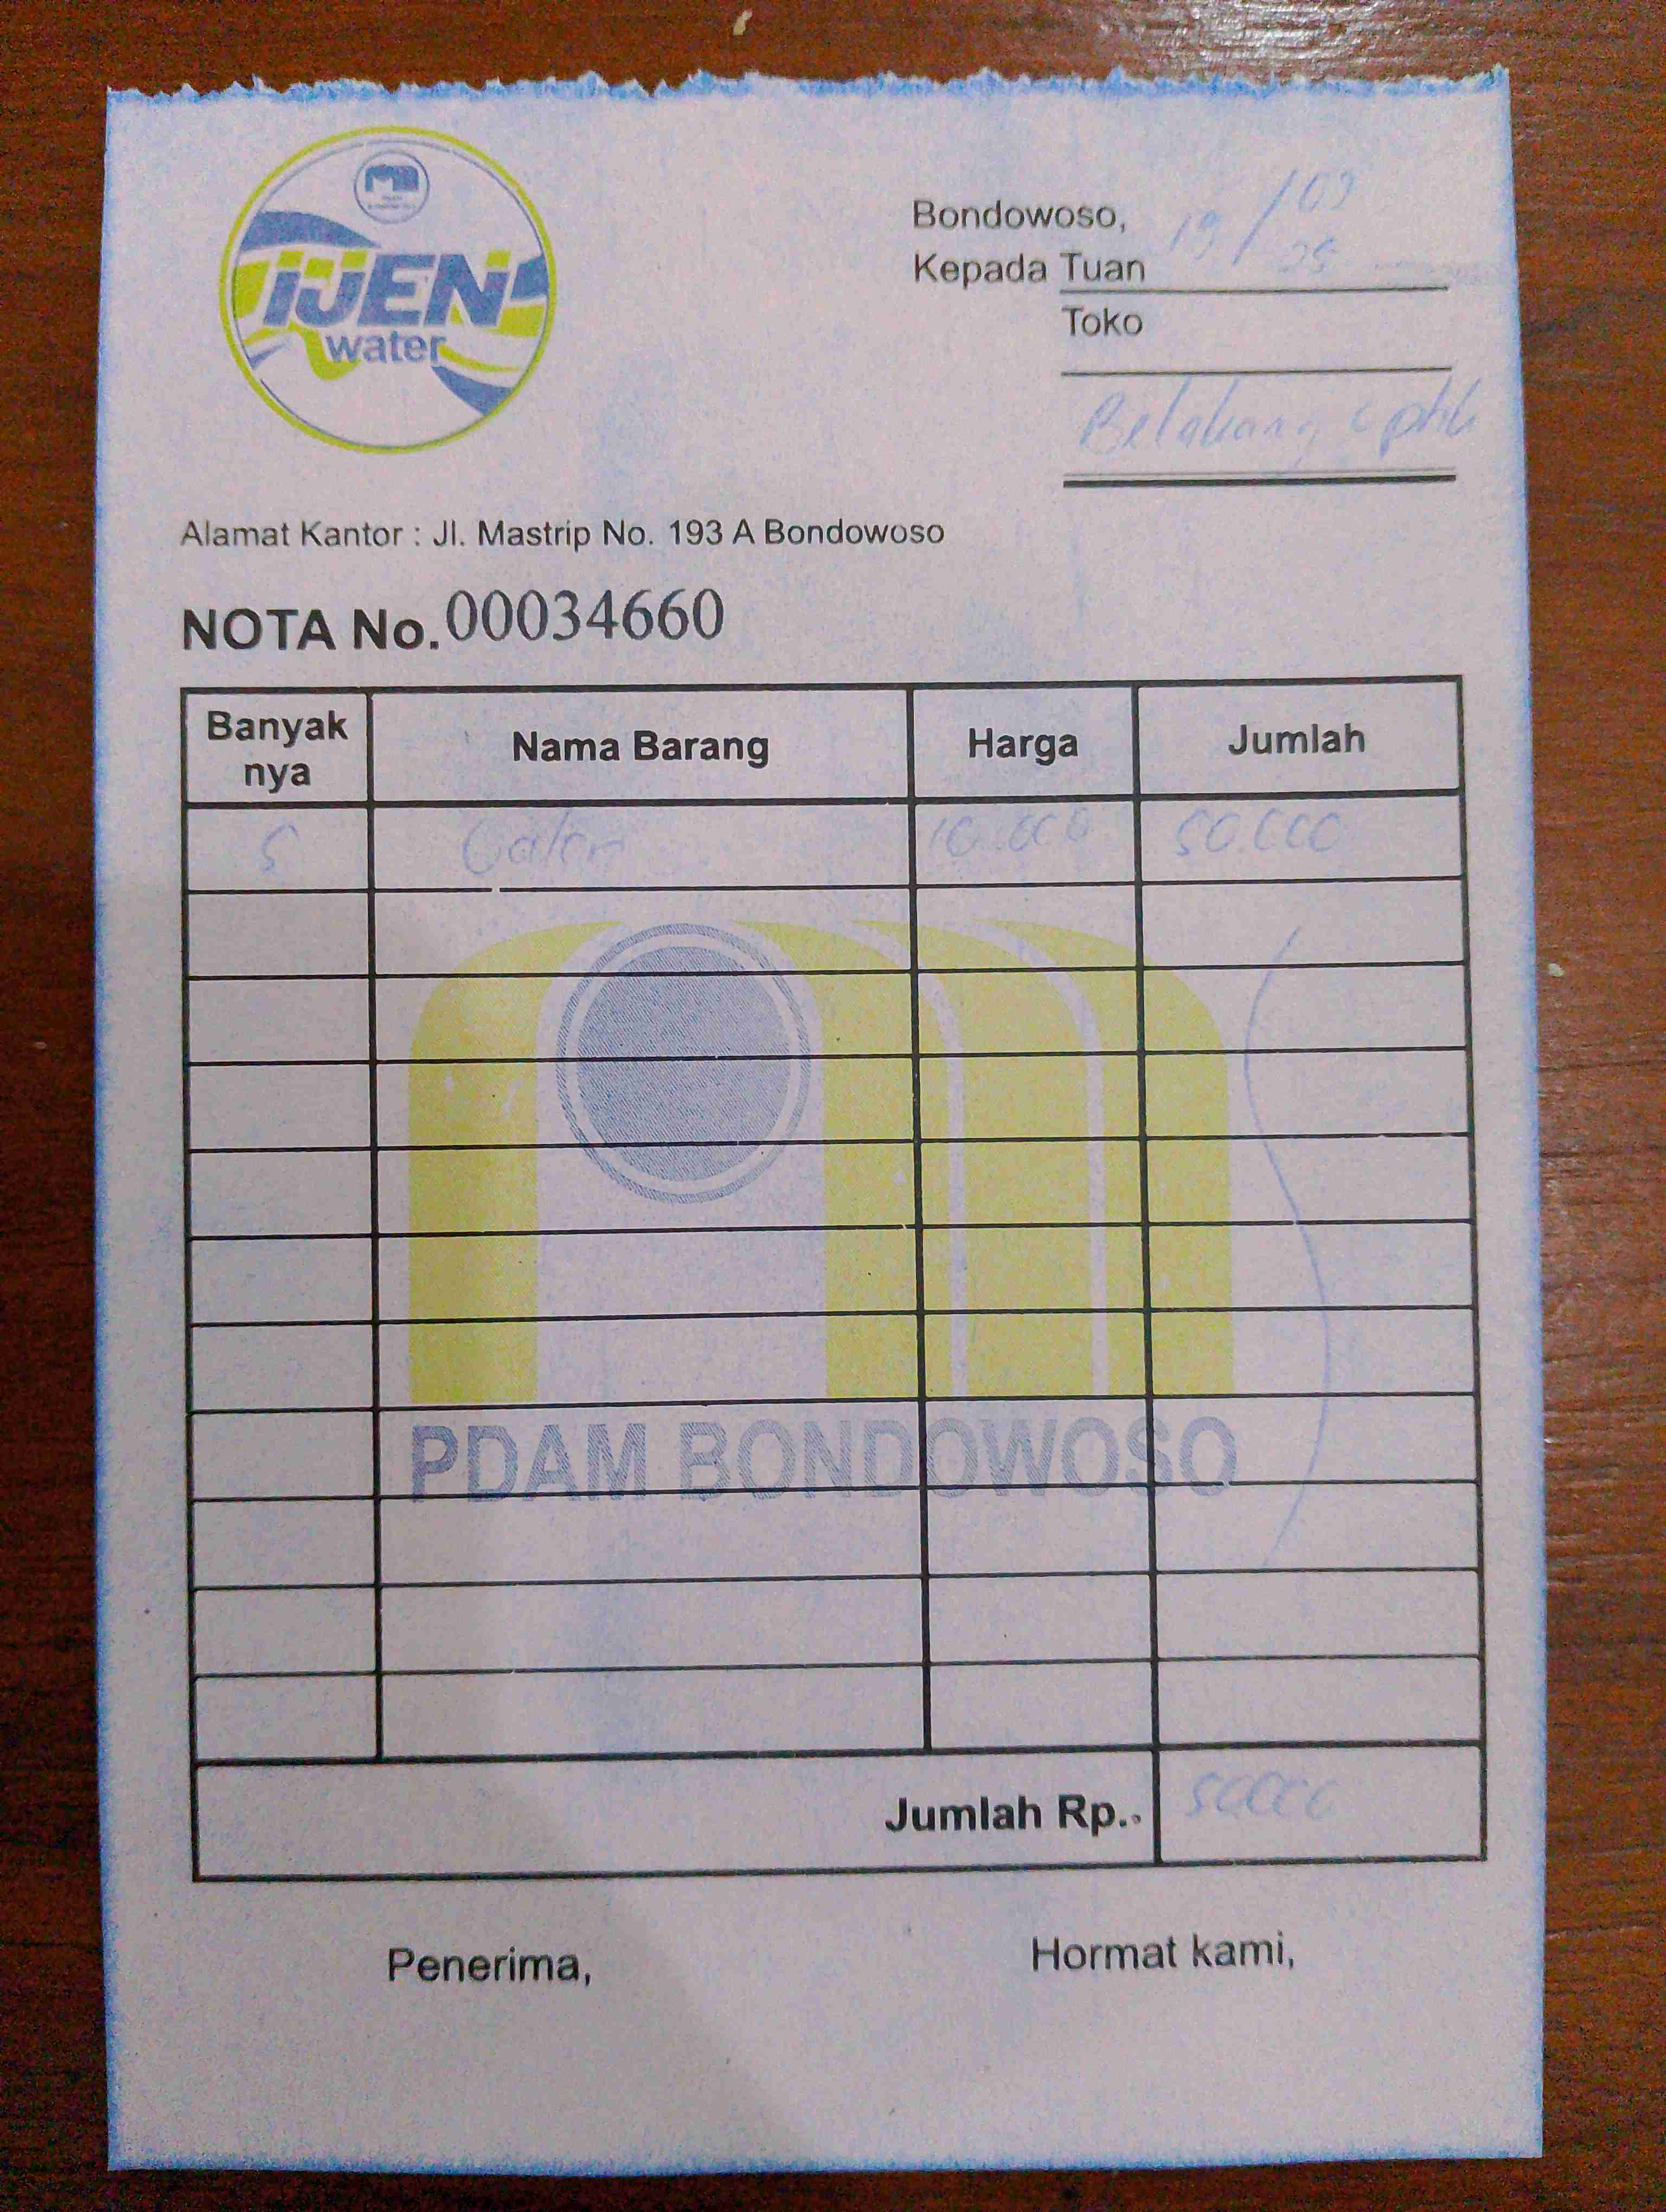 IJEN
water
Bondowoso, 19/09
25
Kepada Tuan
Toko
Belakang
Alamat Kantor : Jl. Mastrip No. 193 A Bondowoso
NOTA No. 00034660
Banyak nya Nama Barang Harga Jumlah
5 Galon 10.000 50.000
PDAM BONDOWOSO
Jumlah Rp.. 50000
Penerima, Hormat kami,